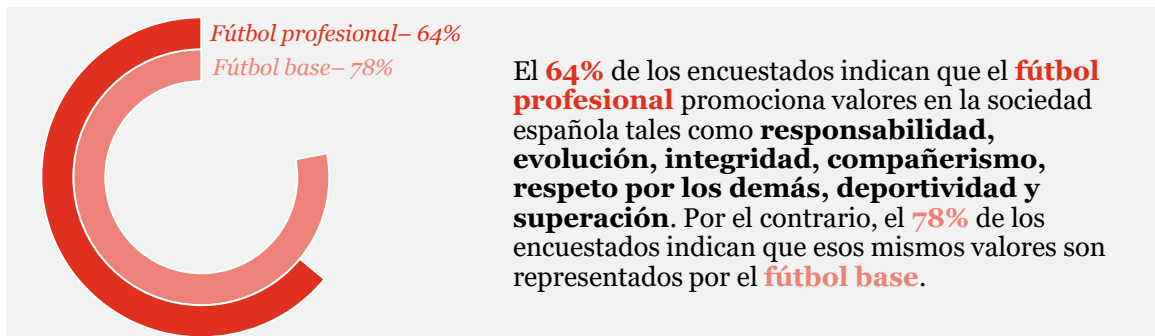 Fútbol profesional– 64%
Fútbol base– 78%
El 64% de los encuestados indican que el fútbol
profesional promociona valores en la sociedad
española tales como responsabilidad,
evolución, integridad, compañerismo,
respeto por los demás, deportividad y
superación. Por el contrario, el 78% de los
encuestados indican que esos mismos valores son
representados por el fútbol base.